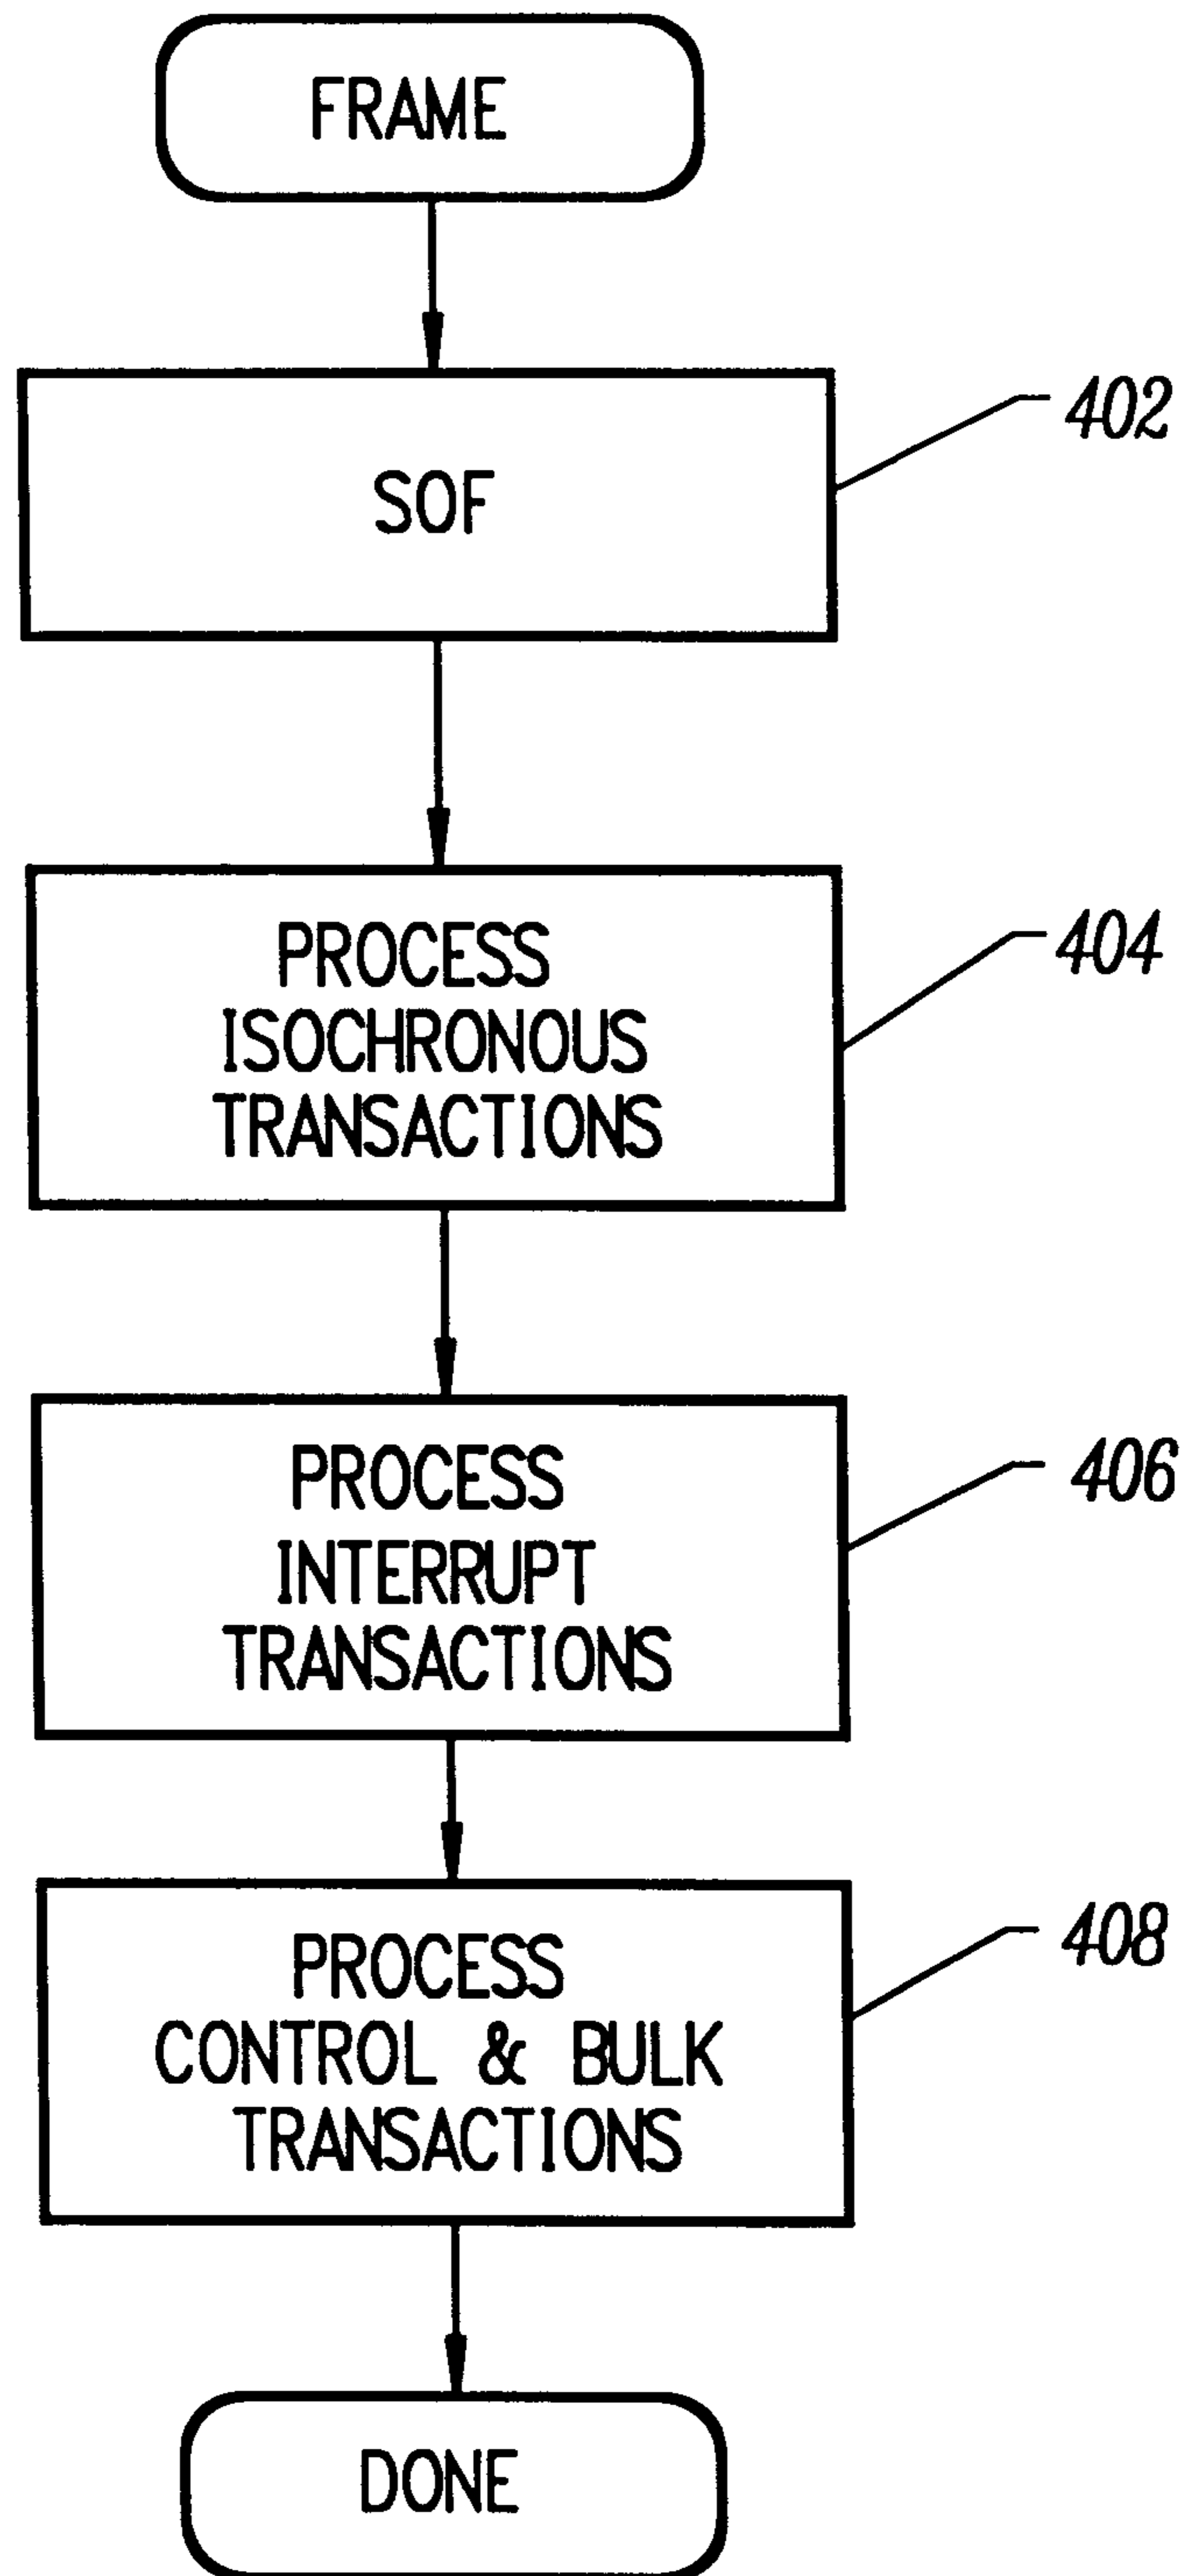 FRAME
SOF
402
PROCESS
ISOCHRONOUS
TRANSACTIONS
404
PROCESS
INTERRUPT
TRANSACTIONS
406
PROCESS
CONTROL & BULK
TRANSACTIONS
408
DONE